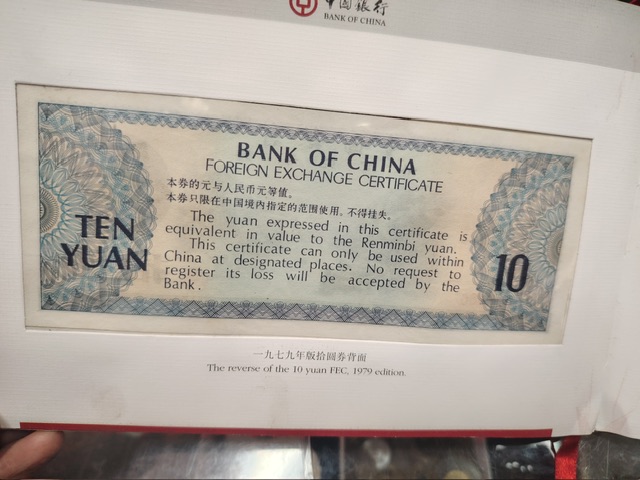 中国银行
BANK OF CHINA
BANK OF CHINA
FOREIGN EXCHANGE CERTIFICATE
本券的元与人民币元等值。
本券只限在中国境内指定的范围使用。不得挂失。
The yuan expressed in this certificate is
equivalent in value to the Renminbi yuan.
This certificate can only be used within
China at designated places. No request to
register its loss will be accepted by the
Bank.
TEN
YUAN
10
一九七九年版拾圆券背面
The reverse of the 10 yuan FEC, 1979 edition.